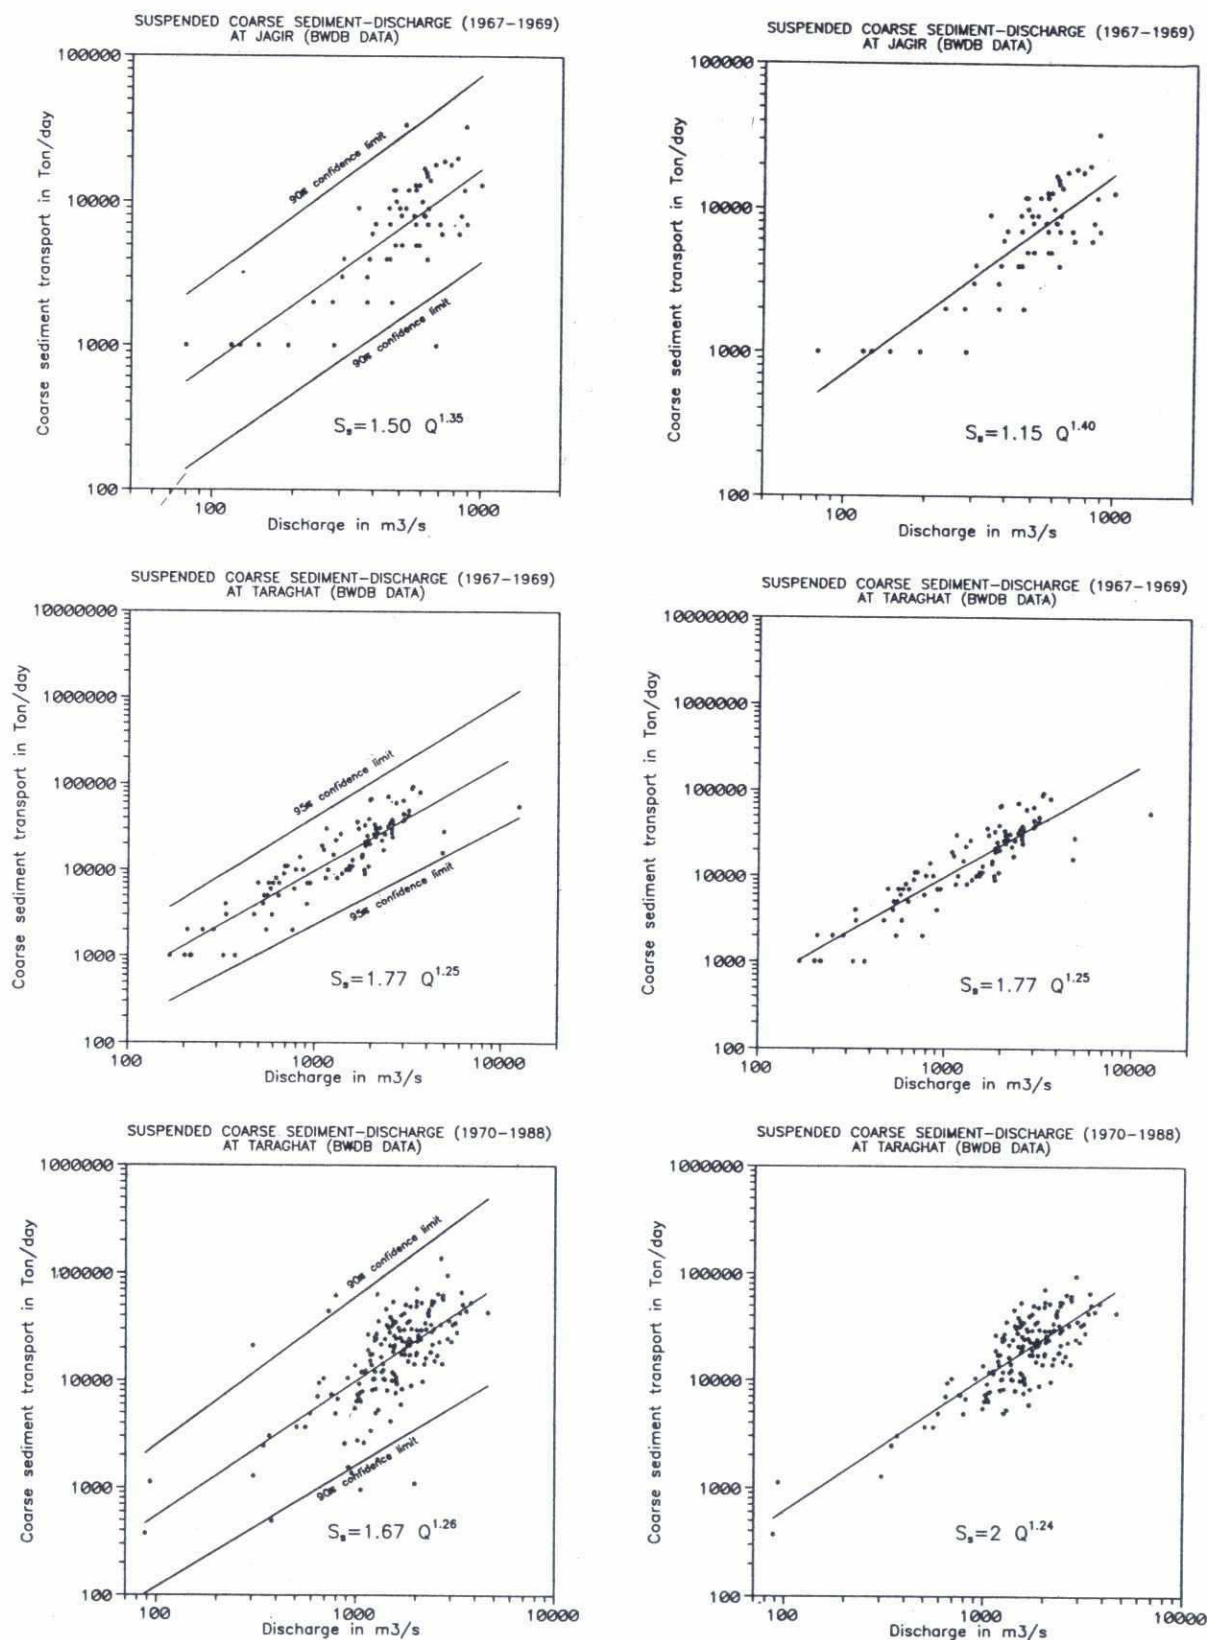 SUSPENDED COARSE SEDIMENT-DISCHARGE (1967-1969)
AT JAGIR (BWDB DATA)
Coarse sediment transport in Ton/day
100000
10000
1000
100
90% confidence limit
90% confidence limit
Sₛ=1.50 Q^1.35
100
1000
Discharge in m3/s
SUSPENDED COARSE SEDIMENT-DISCHARGE (1967-1969)
AT JAGIR (BWDB DATA)
Coarse sediment transport in Ton/day
100000
10000
1000
100
Sₛ=1.15 Q^1.40
100
1000
Discharge in m3/s
SUSPENDED COARSE SEDIMENT-DISCHARGE (1967-1969)
AT TARAGHAT (BWDB DATA)
Coarse sediment transport in Ton/day
10000000
1000000
100000
10000
1000
100
95% confidence limit
95% confidence limit
Sₛ=1.77 Q^1.25
100
1000
10000
Discharge in m3/s
SUSPENDED COARSE SEDIMENT-DISCHARGE (1967-1969)
AT TARAGHAT (BWDB DATA)
Coarse sediment transport in Ton/day
10000000
1000000
100000
10000
1000
100
Sₛ=1.77 Q^1.25
100
1000
10000
Discharge in m3/s
SUSPENDED COARSE SEDIMENT-DISCHARGE (1970-1988)
AT TARAGHAT (BWDB DATA)
Coarse sediment transport in Ton/day
1000000
100000
10000
1000
100
90% confidence limit
90% confidence limit
Sₛ=1.67 Q^1.26
100
1000
10000
Discharge in m3/s
SUSPENDED COARSE SEDIMENT-DISCHARGE (1970-1988)
AT TARAGHAT (BWDB DATA)
Coarse sediment transport in Ton/day
1000000
100000
10000
1000
100
Sₛ=2 Q^1.24
100
1000
10000
Discharge in m3/s